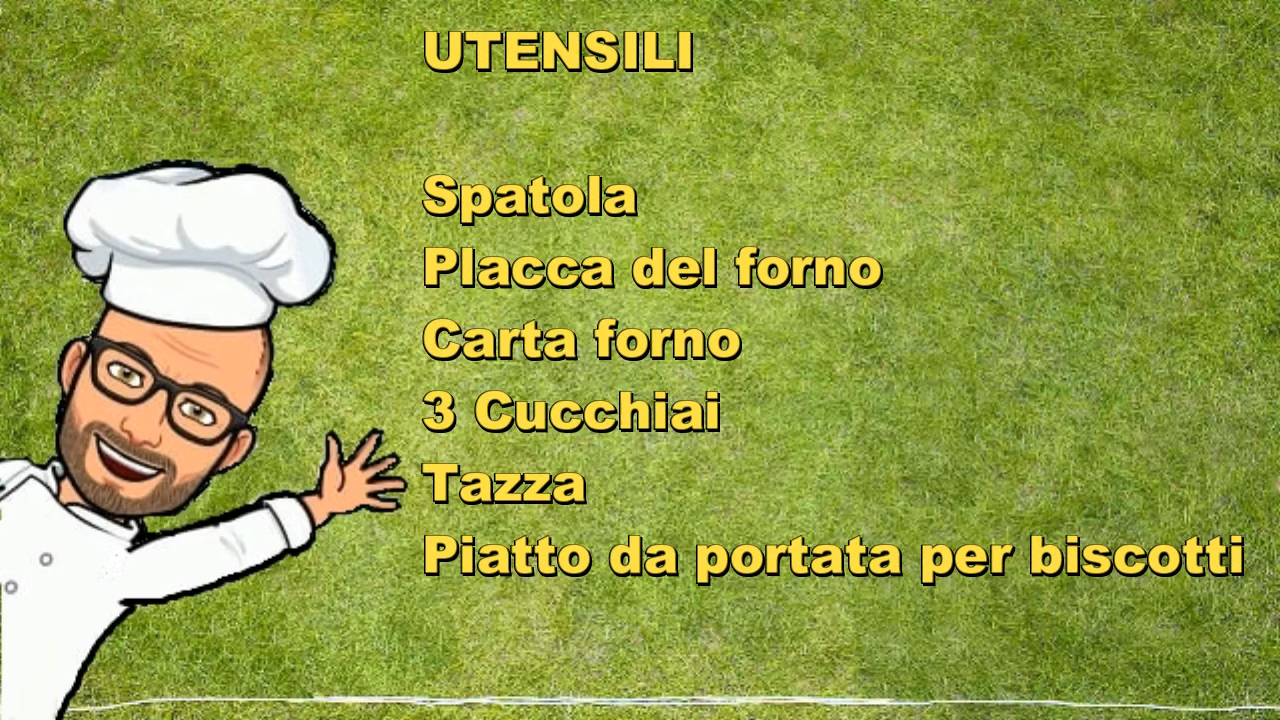 UTENSILI
Spatola
Placca del forno
Carta forno
3 Cucchiai
Tazza
Piatto da portata per biscotti